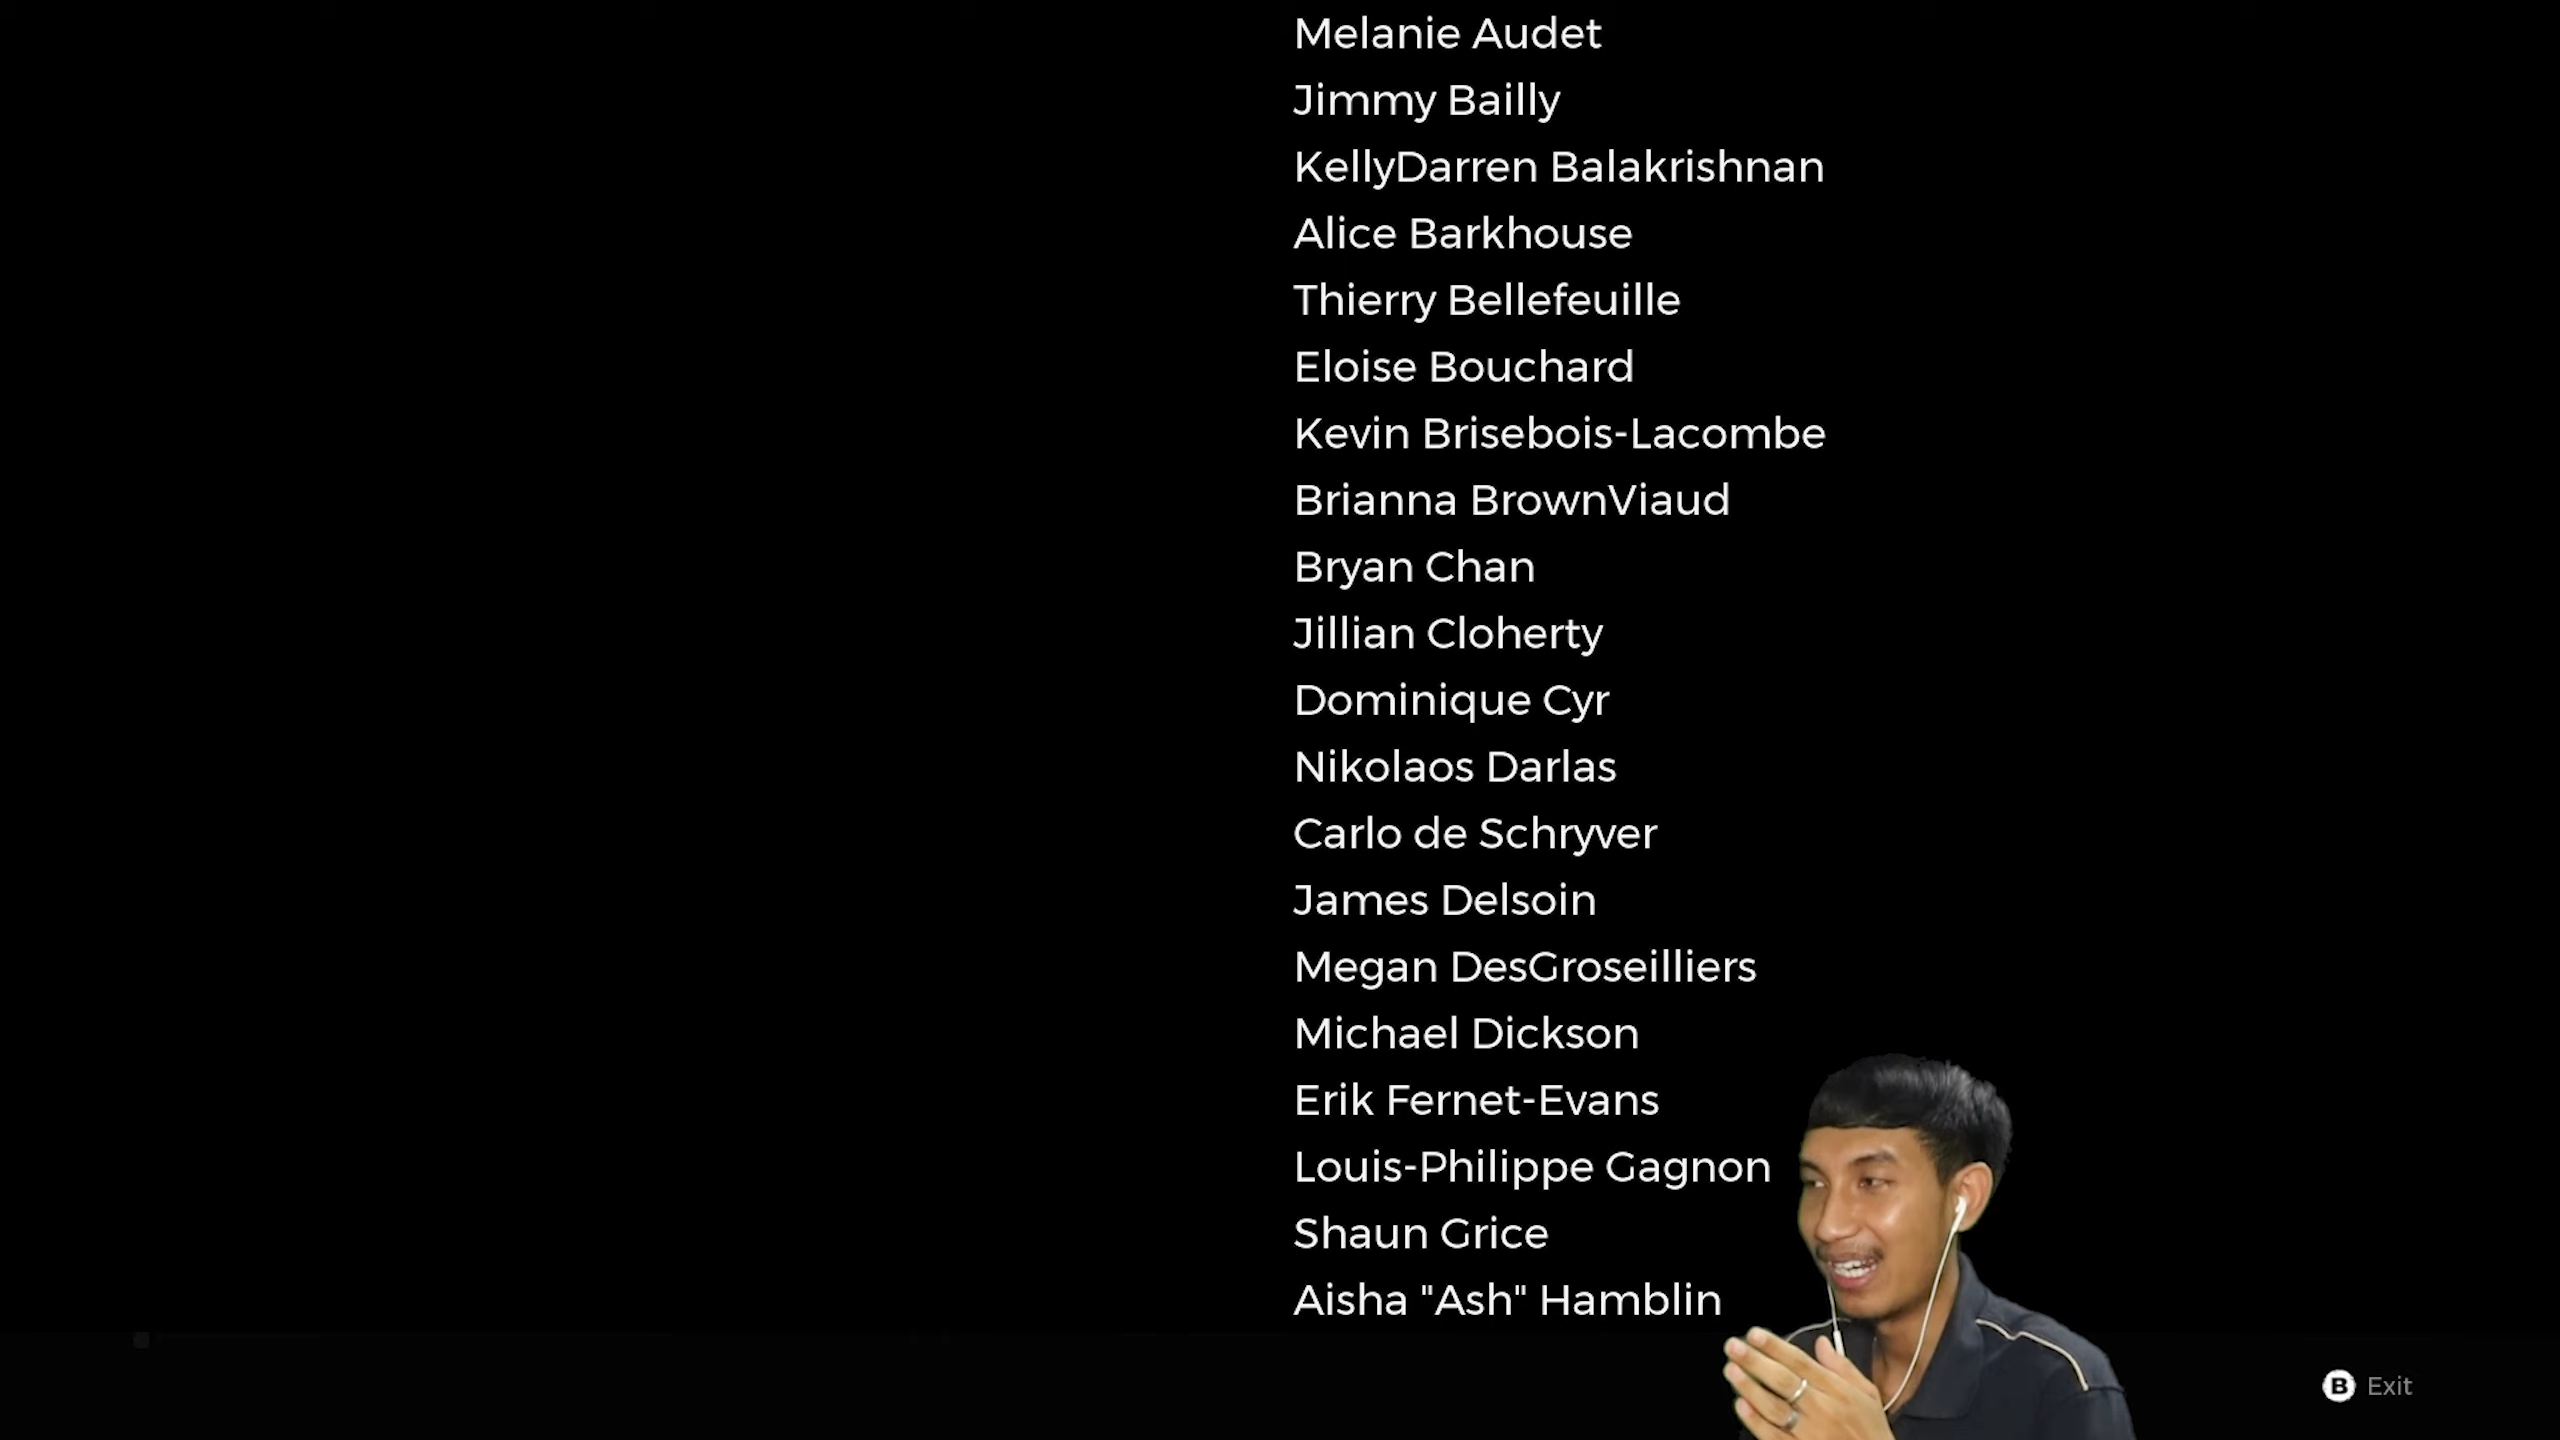 Melanie Audet
Jimmy Bailly
KellyDarren Balakrishnan
Alice Barkhouse
Thierry Bellefeuille
Eloise Bouchard
Kevin Brisebois-Lacombe
Brianna BrownViaud
Bryan Chan
Jillian Cloherty
Dominique Cyr
Nikolaos Darlas
Carlo de Schryver
James Delsoin
Megan DesGroseilliers
Michael Dickson
Erik Fernet-Evans
Louis-Philippe Gagnon
Shaun Grice
Aisha "Ash" Hamblin
B Exit